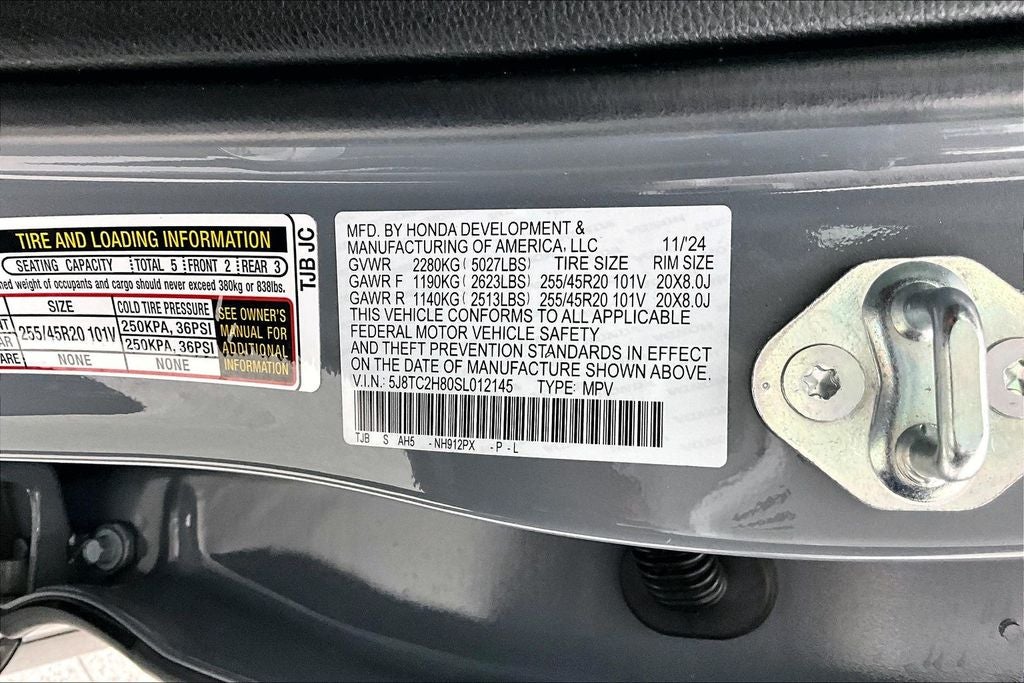 TIRE AND LOADING INFORMATION
SEATING CAPACITY TOTAL 5 FRONT 2 REAR 3
weight of occupants and cargo should never exceed 380kg or 838lbs.
SIZE COLD TIRE PRESSURE
255/45R20 101V 250KPA, 36PSI
250KPA, 36PSI
NONE NONE
SEE OWNER'S
MANUAL FOR
ADDITIONAL
INFORMATION
TJB JC
MFD. BY HONDA DEVELOPMENT &
MANUFACTURING OF AMERICA, LLC 11/'24
GVWR 2280KG ( 5027LBS) TIRE SIZE RIM SIZE
GAWR F 1190KG ( 2623LBS) 255/45R20 101V 20X8.0J
GAWR R 1140KG ( 2513LBS) 255/45R20 101V 20X8.0J
THIS VEHICLE CONFORMS TO ALL APPLICABLE
FEDERAL MOTOR VEHICLE SAFETY
AND THEFT PREVENTION STANDARDS IN EFFECT
ON THE DATE OF MANUFACTURE SHOWN ABOVE.
V.I.N.: 5J8TC2H80SL012145 TYPE: MPV
TJB S AH5 -NH912PX -P-L